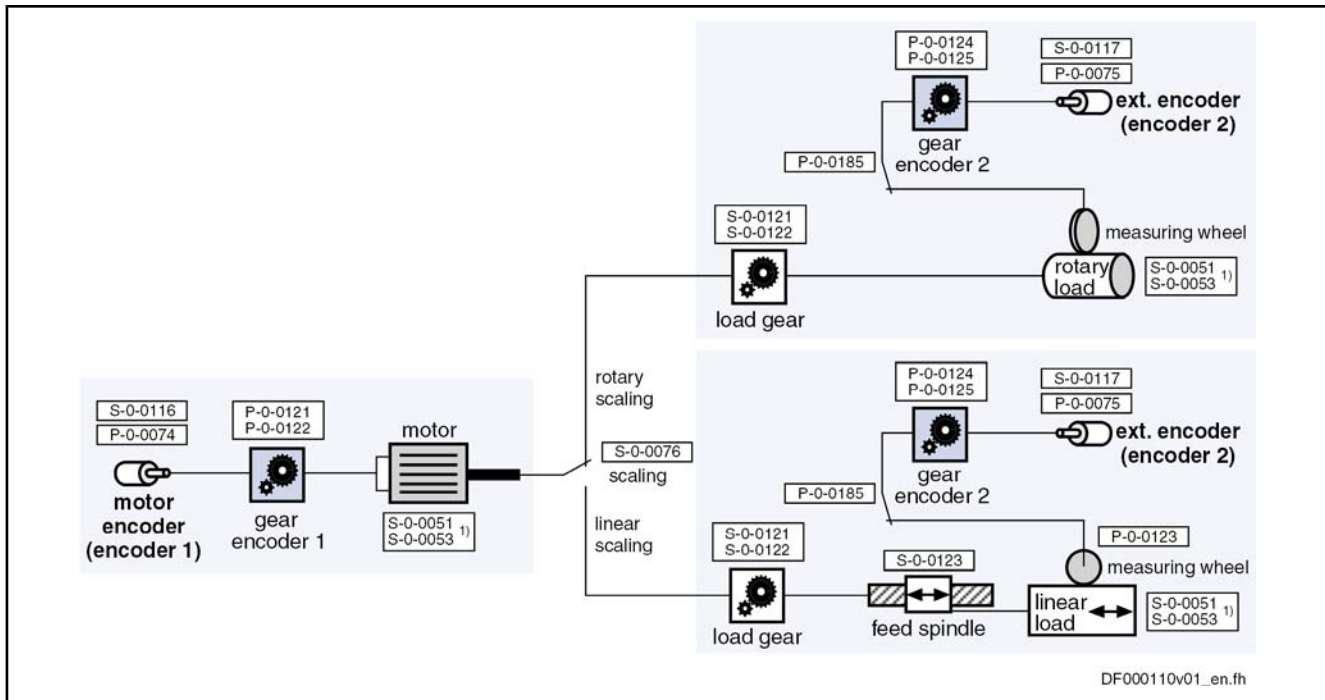 P-0-0124
P-0-0125
S-0-0117
P-0-0075
ext. encoder
(encoder 2)
gear
encoder 2
P-0-0185
S-0-0121
S-0-0122
measuring wheel
rotary
load
S-0-0051
S-0-0053 1)
load gear
rotary
scaling
S-0-0076
scaling
linear
scaling
S-0-0116
P-0-0074
P-0-0121
P-0-0122
motor
motor
encoder
(encoder 1)
gear
encoder 1
S-0-0051
S-0-0053 1)
P-0-0124
P-0-0125
S-0-0117
P-0-0075
ext. encoder
(encoder 2)
gear
encoder 2
P-0-0185
S-0-0121
S-0-0122
S-0-0123
P-0-0123
measuring wheel
linear
load
S-0-0051
S-0-0053 1)
load gear
feed spindle
DF000110v01_en.fh